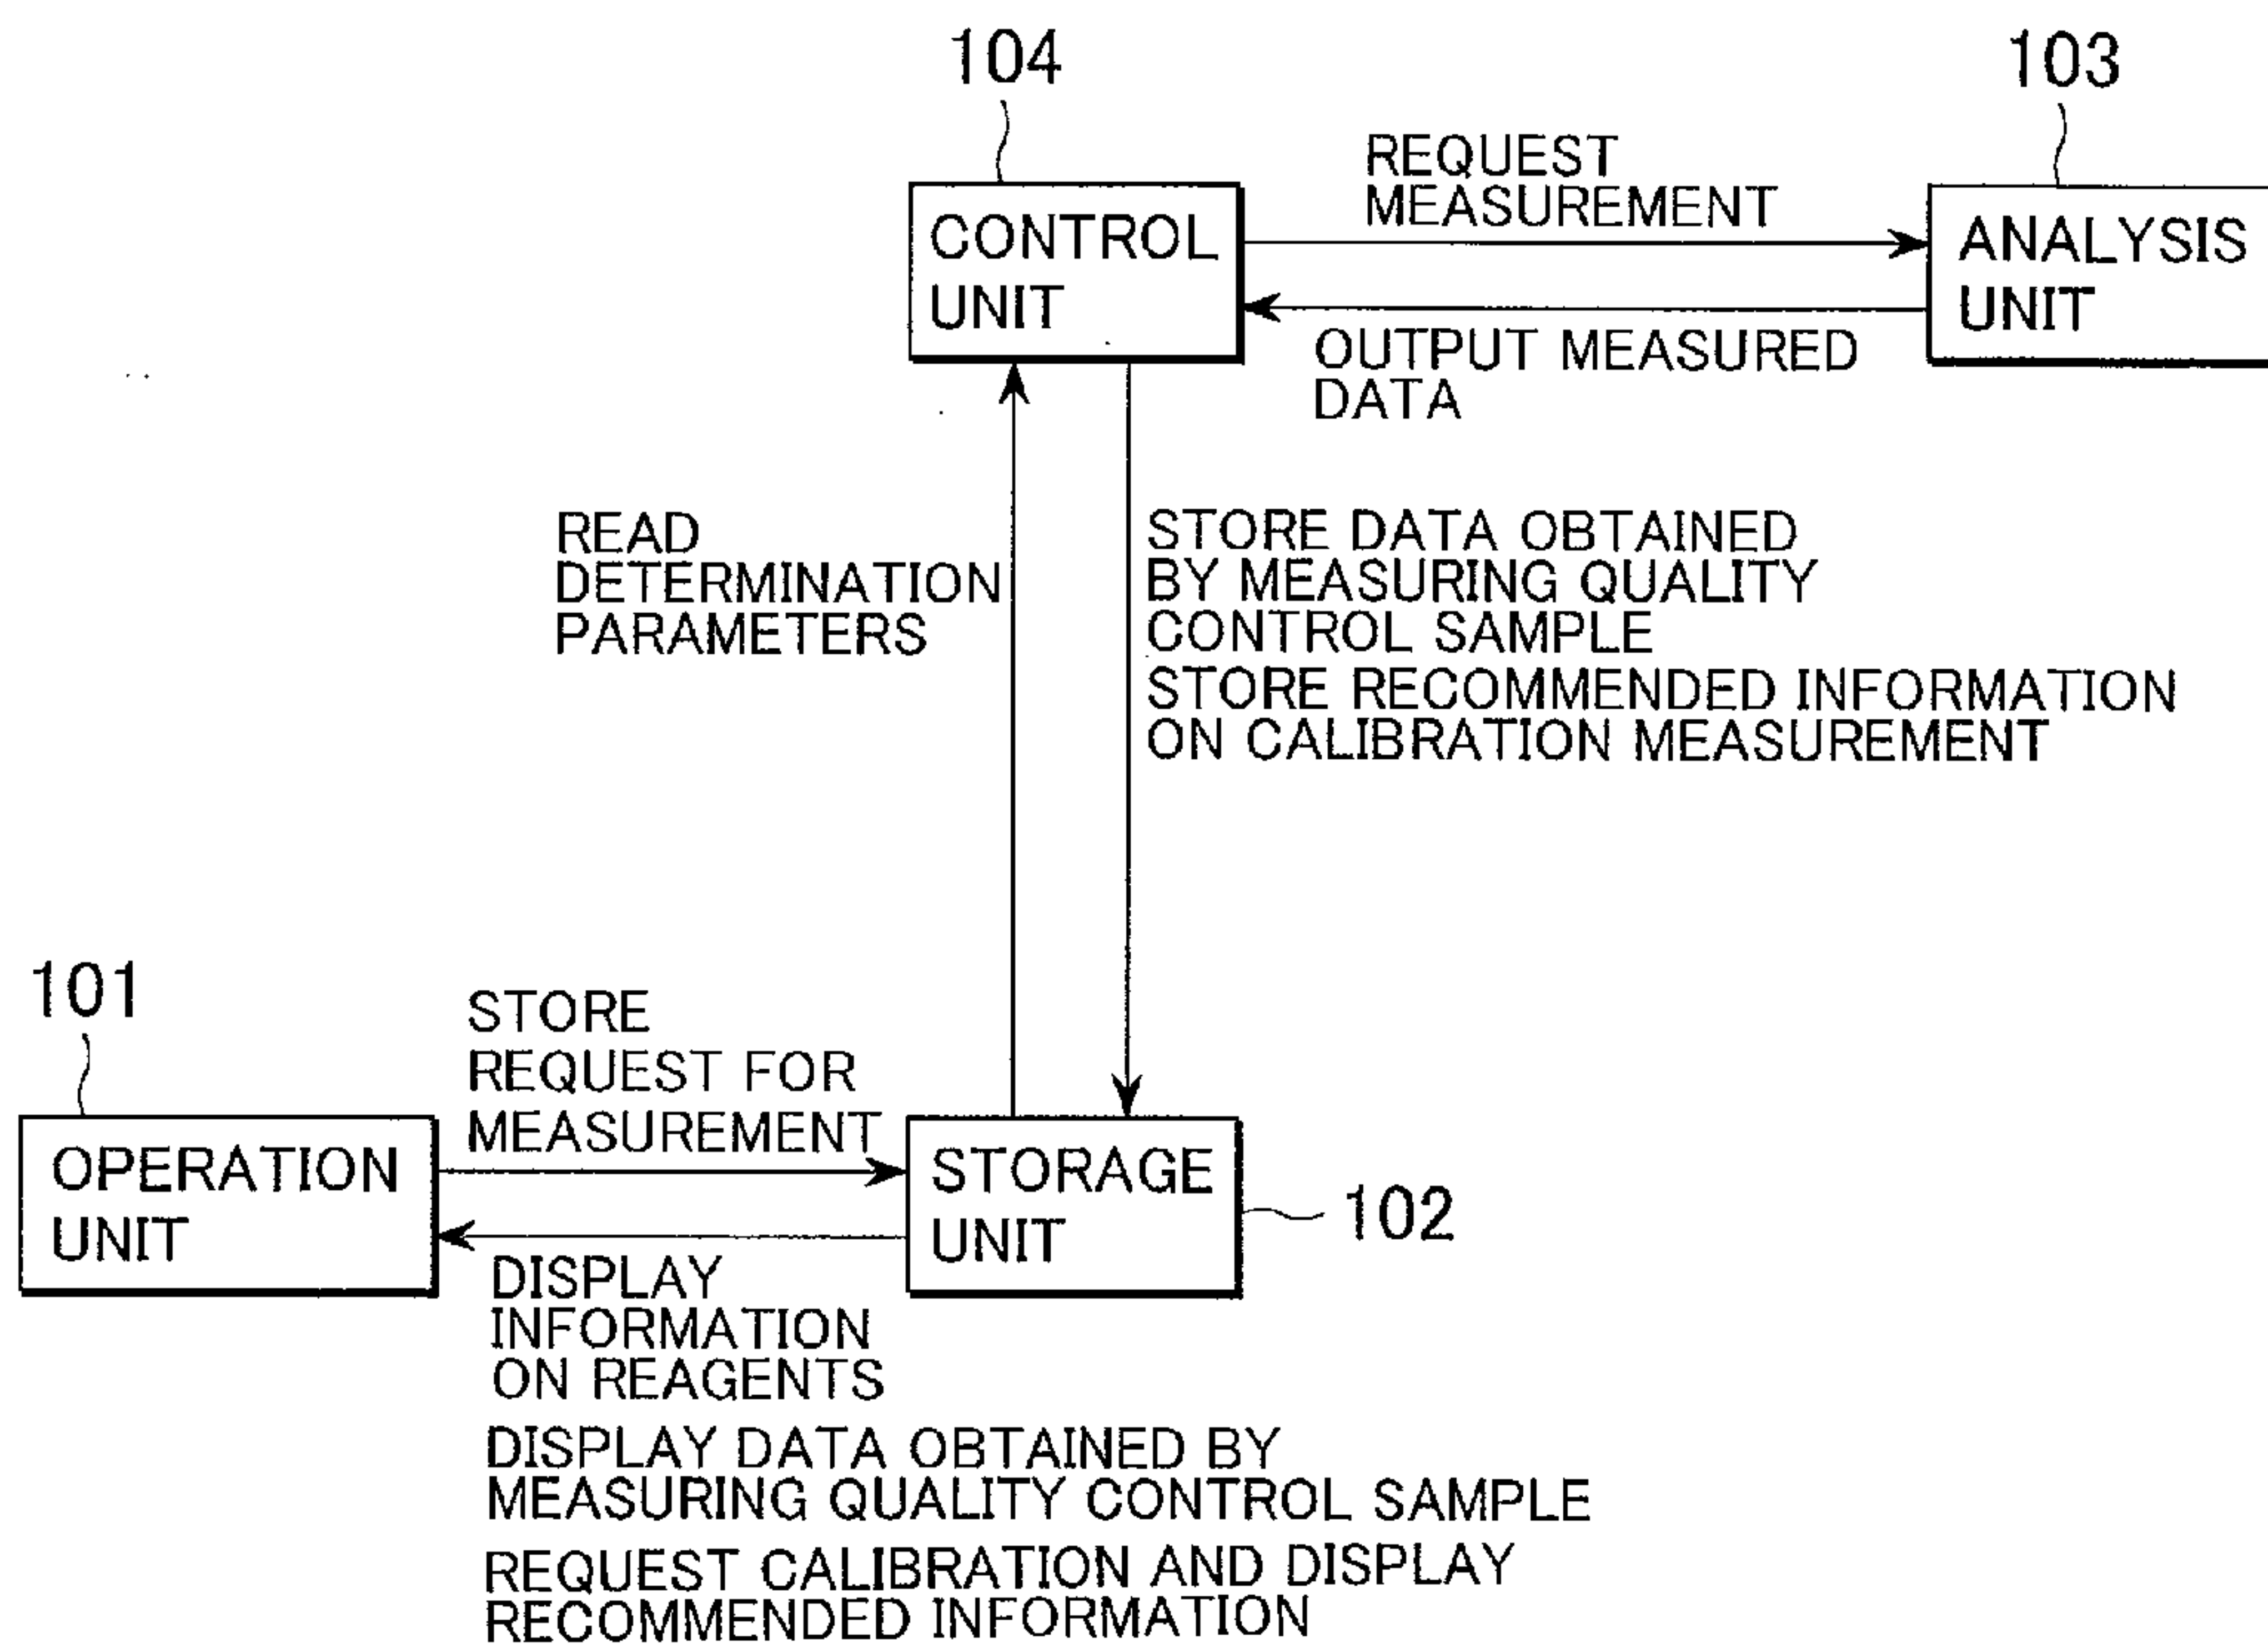 104
103
REQUEST
MEASUREMENT
CONTROL
UNIT
ANALYSIS
UNIT
OUTPUT MEASURED
DATA
READ
DETERMINATION
PARAMETERS
STORE DATA OBTAINED
BY MEASURING QUALITY
CONTROL SAMPLE
STORE RECOMMENDED INFORMATION
ON CALIBRATION MEASUREMENT
101
STORE
REQUEST FOR
MEASUREMENT
OPERATION
UNIT
STORAGE
UNIT
102
DISPLAY
INFORMATION
ON REAGENTS
DISPLAY DATA OBTAINED BY
MEASURING QUALITY CONTROL SAMPLE
REQUEST CALIBRATION AND DISPLAY
RECOMMENDED INFORMATION